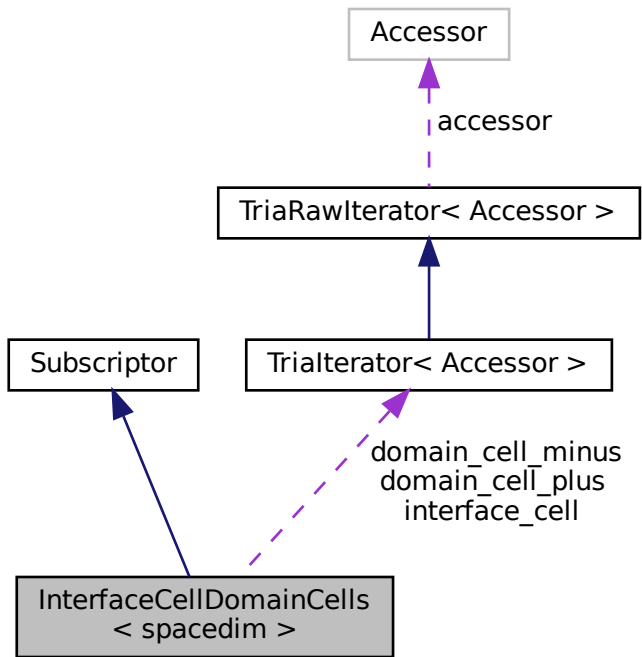 Accessor
accessor
TriaRawIterator< Accessor >
Subscriptor
TriaIterator< Accessor >
domain_cell_minus
domain_cell_plus
interface_cell
InterfaceCellDomainCells
< spacedim >